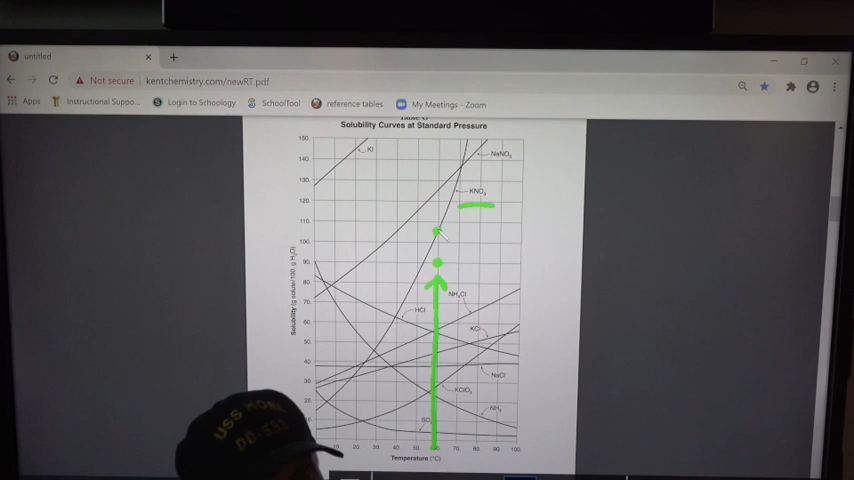 untitled
Not secure kentchemistry.com/newRT.pdf
Apps Instructional Suppo... Login to Schoology SchoolTool reference tables My Meetings - Zoom
Solubility Curves at Standard Pressure
150.
140.
130.
120.
110.
100.
90.
80.
70.
60.
50.
40.
30.
20.
KI
NaNO₃
KNO₃
NH₄Cl
HCl
KCl
NaCl
KClO₃
NH₃
SO
Solubility (g solute/100. g H₂O)
10. 20. 30. 40. 50. 70. 80. 90. 100.
Temperature (°C)
USS
DD-533